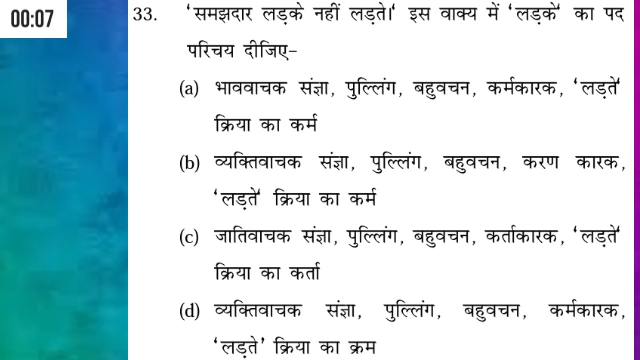 00:07
33. ‘समझदार लड़के नहीं लड़ते।‘ इस वाक्य में ‘लड़के‘ का पद
परिचय दीजिए–
(a) भाववाचक संज्ञा, पुल्लिंग, बहुवचन, कर्मकारक, ‘लड़ते‘
क्रिया का कर्म
(b) व्यक्तिवाचक संज्ञा, पुल्लिंग, बहुवचन, करण कारक,
‘लड़ते‘ क्रिया का कर्म
(c) जातिवाचक संज्ञा, पुल्लिंग, बहुवचन, कर्ताकारक, ‘लड़ते‘
क्रिया का कर्ता
(d) व्यक्तिवाचक संज्ञा, पुल्लिंग, बहुवचन, कर्मकारक,
‘लड़ते’ क्रिया का क्रम